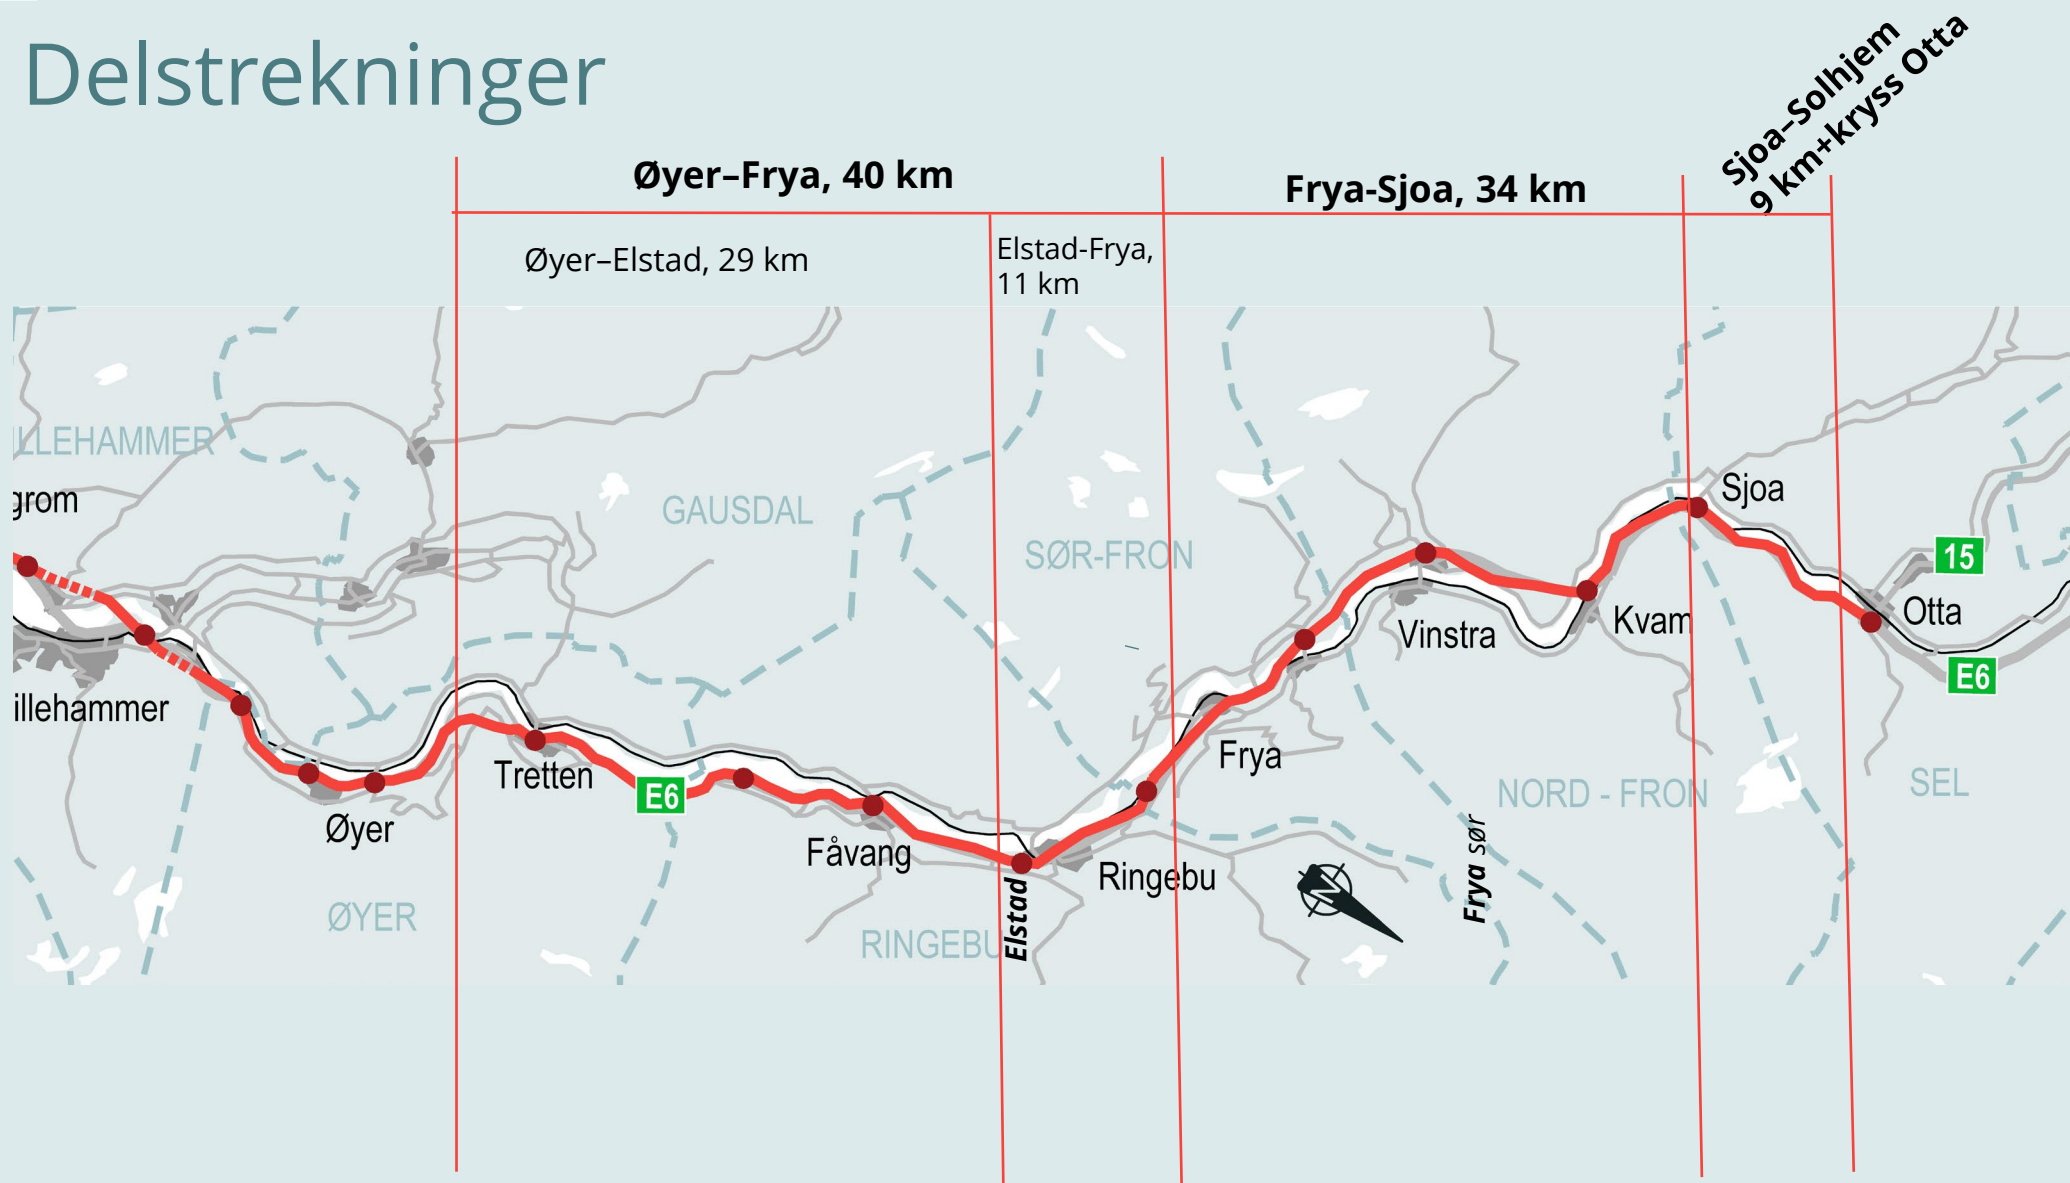 Delstrekninger
Sjoa–Solhjem
9 km+kryss Otta
Øyer–Frya, 40 km
Frya-Sjoa, 34 km
Øyer–Elstad, 29 km
Elstad-Frya,
11 km
ILLEHAMMER
grom
GAUSDAL
SØR-FRON
Sjoa
15
Otta
Kvam
Vinstra
E6
illehammer
Frya
Tretten
E6
NORD - FRON
SEL
Øyer
Fåvang
Ringebu
Frya sør
Elstad
ØYER
RINGEBU
N